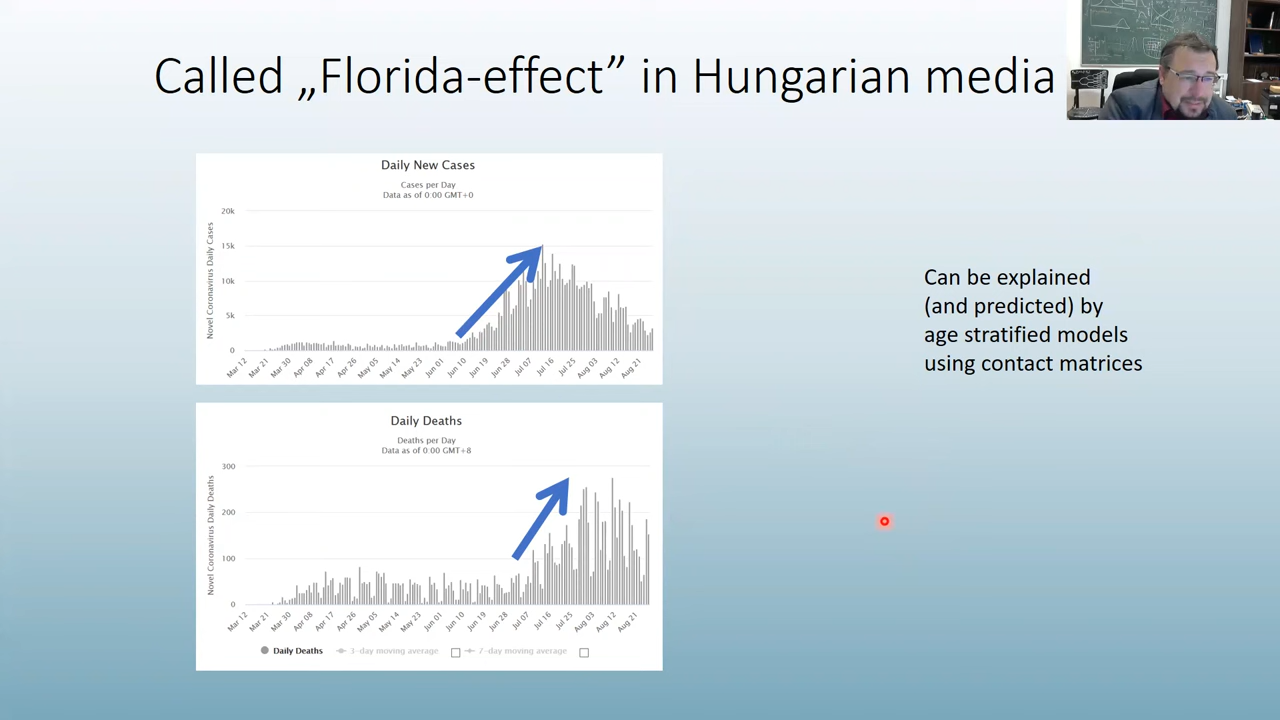 Called „Florida-effect” in Hungarian media
Daily New Cases
Cases per Day
Data as of 0:00 GMT+0
Novel Coronavirus Daily Cases
20k
15k
10k
5k
0
Mar 12 Mar 21 Mar 30 Apr 08 Apr 17 Apr 26 May 05 May 14 May 23 Jun 01 Jun 10 Jun 19 Jun 28 Jul 07 Jul 16 Jul 25 Aug 03 Aug 12 Aug 21
Can be explained
(and predicted) by
age stratified models
using contact matrices
Daily Deaths
Deaths per Day
Data as of 0:00 GMT+8
Novel Coronavirus Daily Deaths
300
200
100
0
Mar 12 Mar 21 Mar 30 Apr 08 Apr 17 Apr 26 May 05 May 14 May 23 Jun 01 Jun 10 Jun 19 Jun 28 Jul 07 Jul 16 Jul 25 Aug 03 Aug 12 Aug 21
Daily Deaths 3-day moving average 7-day moving average